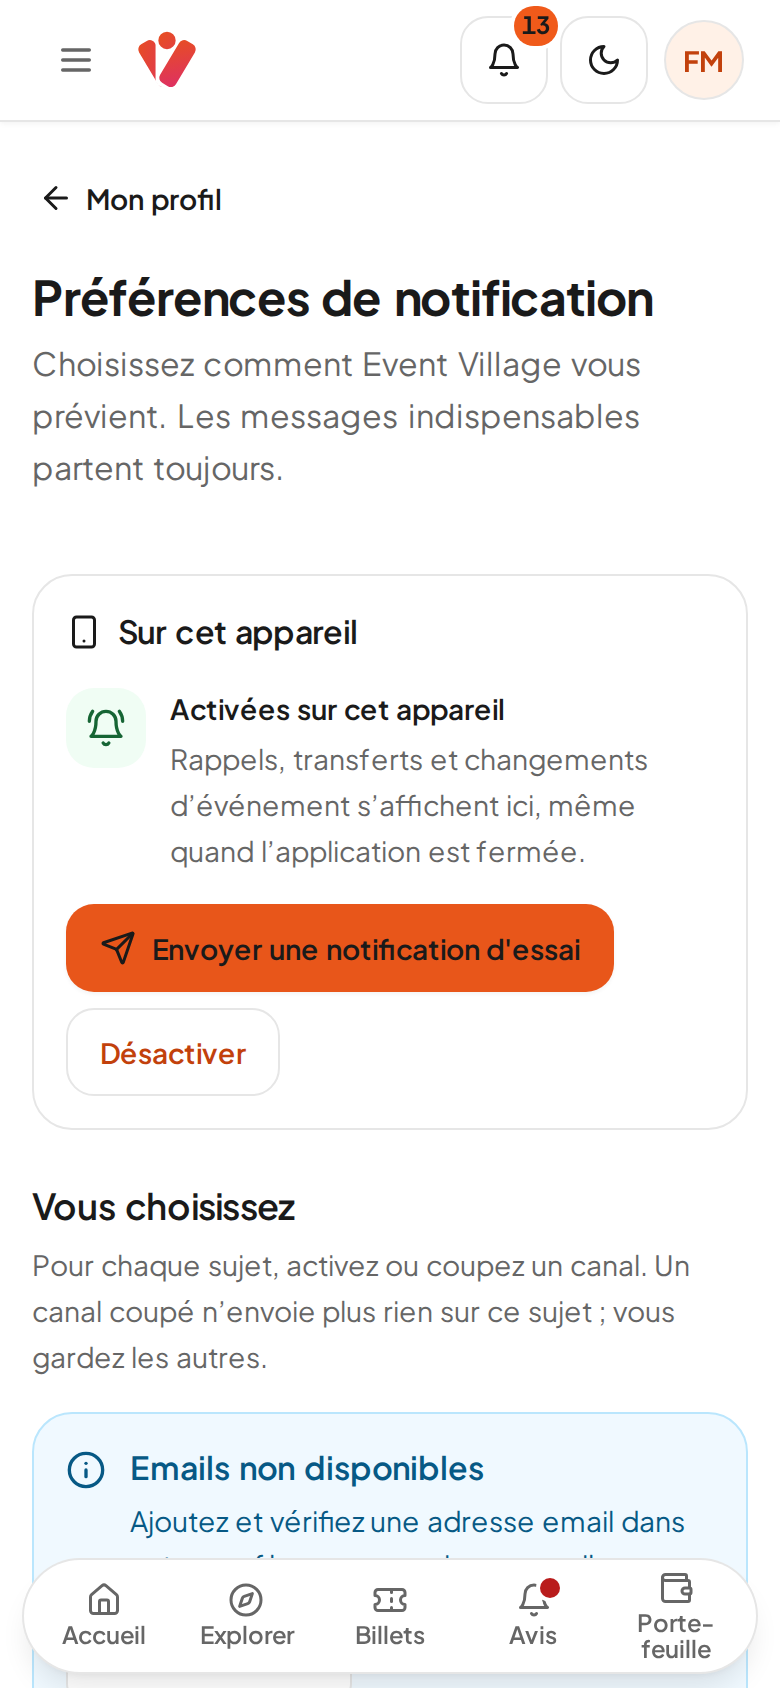 13
FM
Mon profil
Préférences de notification
Choisissez comment Event Village vous
prévient. Les messages indispensables
partent toujours.
Sur cet appareil
Activées sur cet appareil
Rappels, transferts et changements
d’événement s’affichent ici, même
quand l’application est fermée.
Envoyer une notification d'essai
Désactiver
Vous choisissez
Pour chaque sujet, activez ou coupez un canal. Un
canal coupé n’envoie plus rien sur ce sujet ; vous
gardez les autres.
Emails non disponibles
Ajoutez et vérifiez une adresse email dans
Accueil
Explorer
Billets
Avis
Porte-
feuille